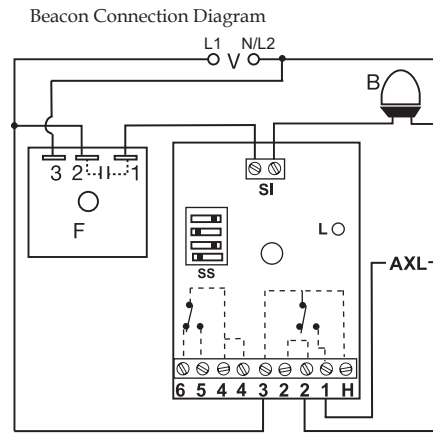 Beacon Connection Diagram
L1 V N/L2
B
3 2 1
F
SI
L
SS
AXL
6 5 4 4 3 2 2 1 H